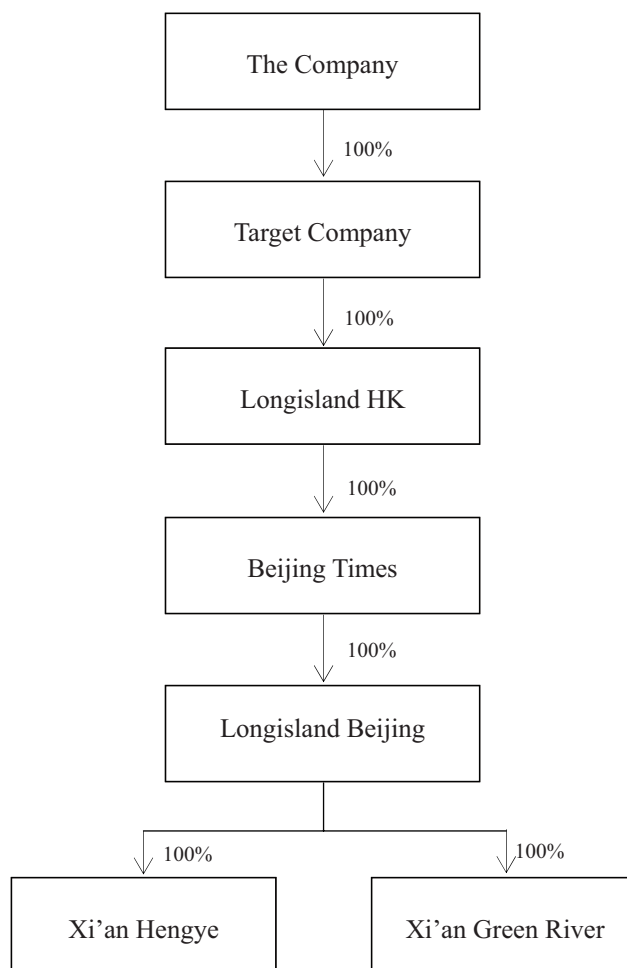 The Company
100%
Target Company
100%
Longisland HK
100%
Beijing Times
100%
Longisland Beijing
100%
100%
Xi’an Hengye
Xi’an Green River